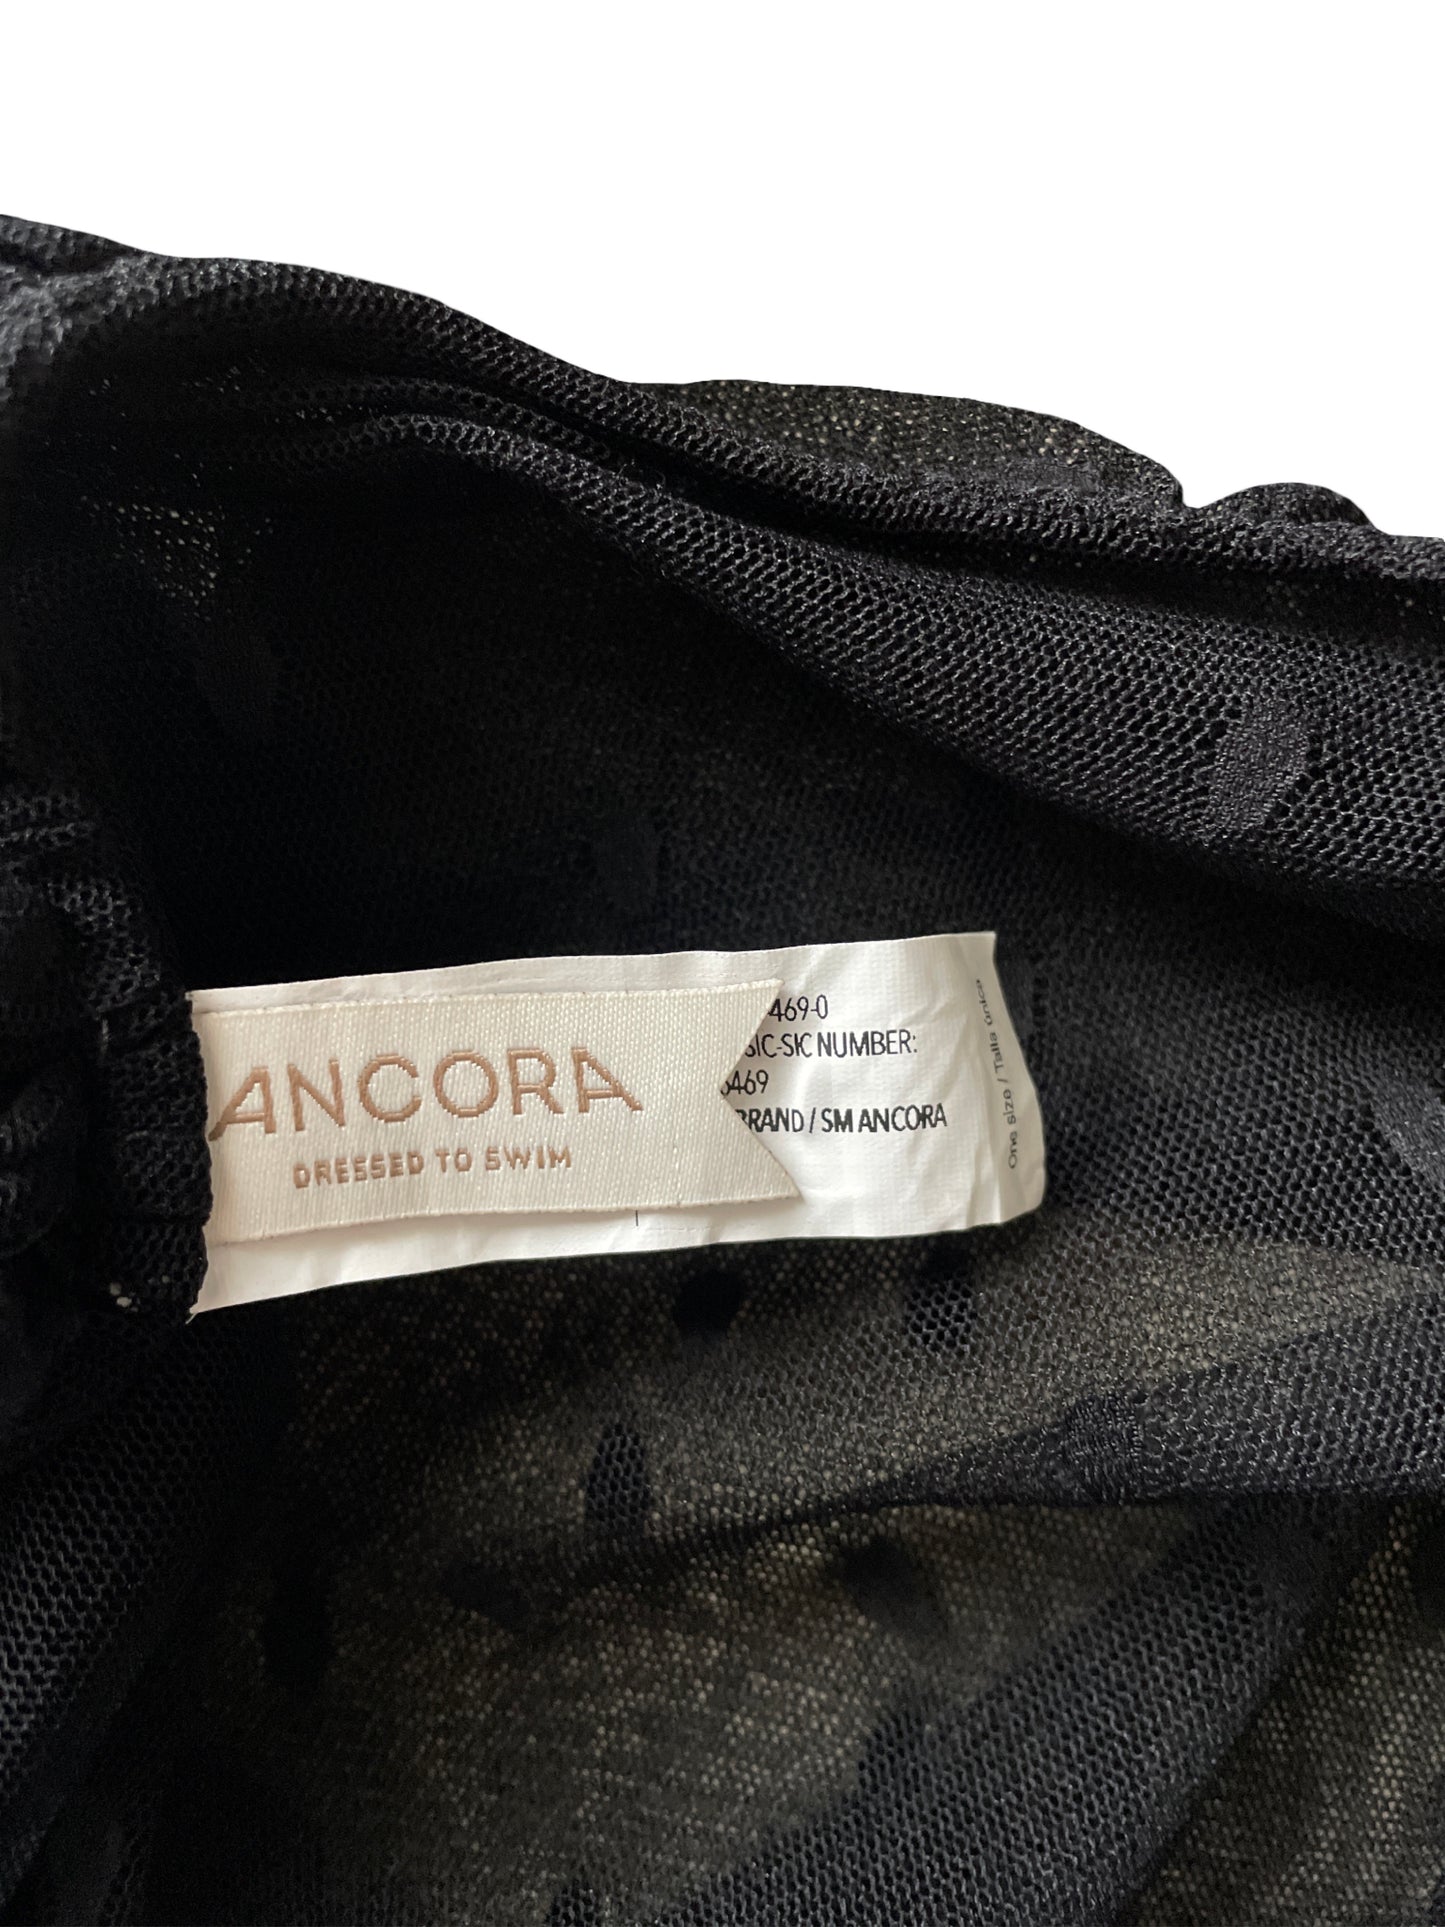 ANCORA
DRESSED TO SWIM
469-0
SIC-SIC NUMBER:
469
BRAND / SM ANCORA
One size / Talla única